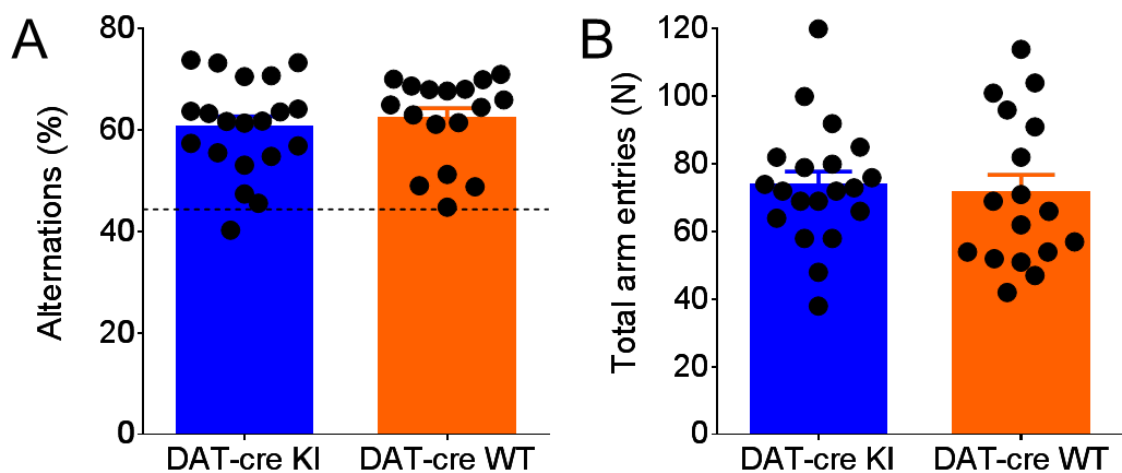 A
Alternations (%)
80
60
40
20
0
DAT-cre KI
DAT-cre WT
B
Total arm entries (N)
120
100
80
60
40
20
0
DAT-cre KI
DAT-cre WT